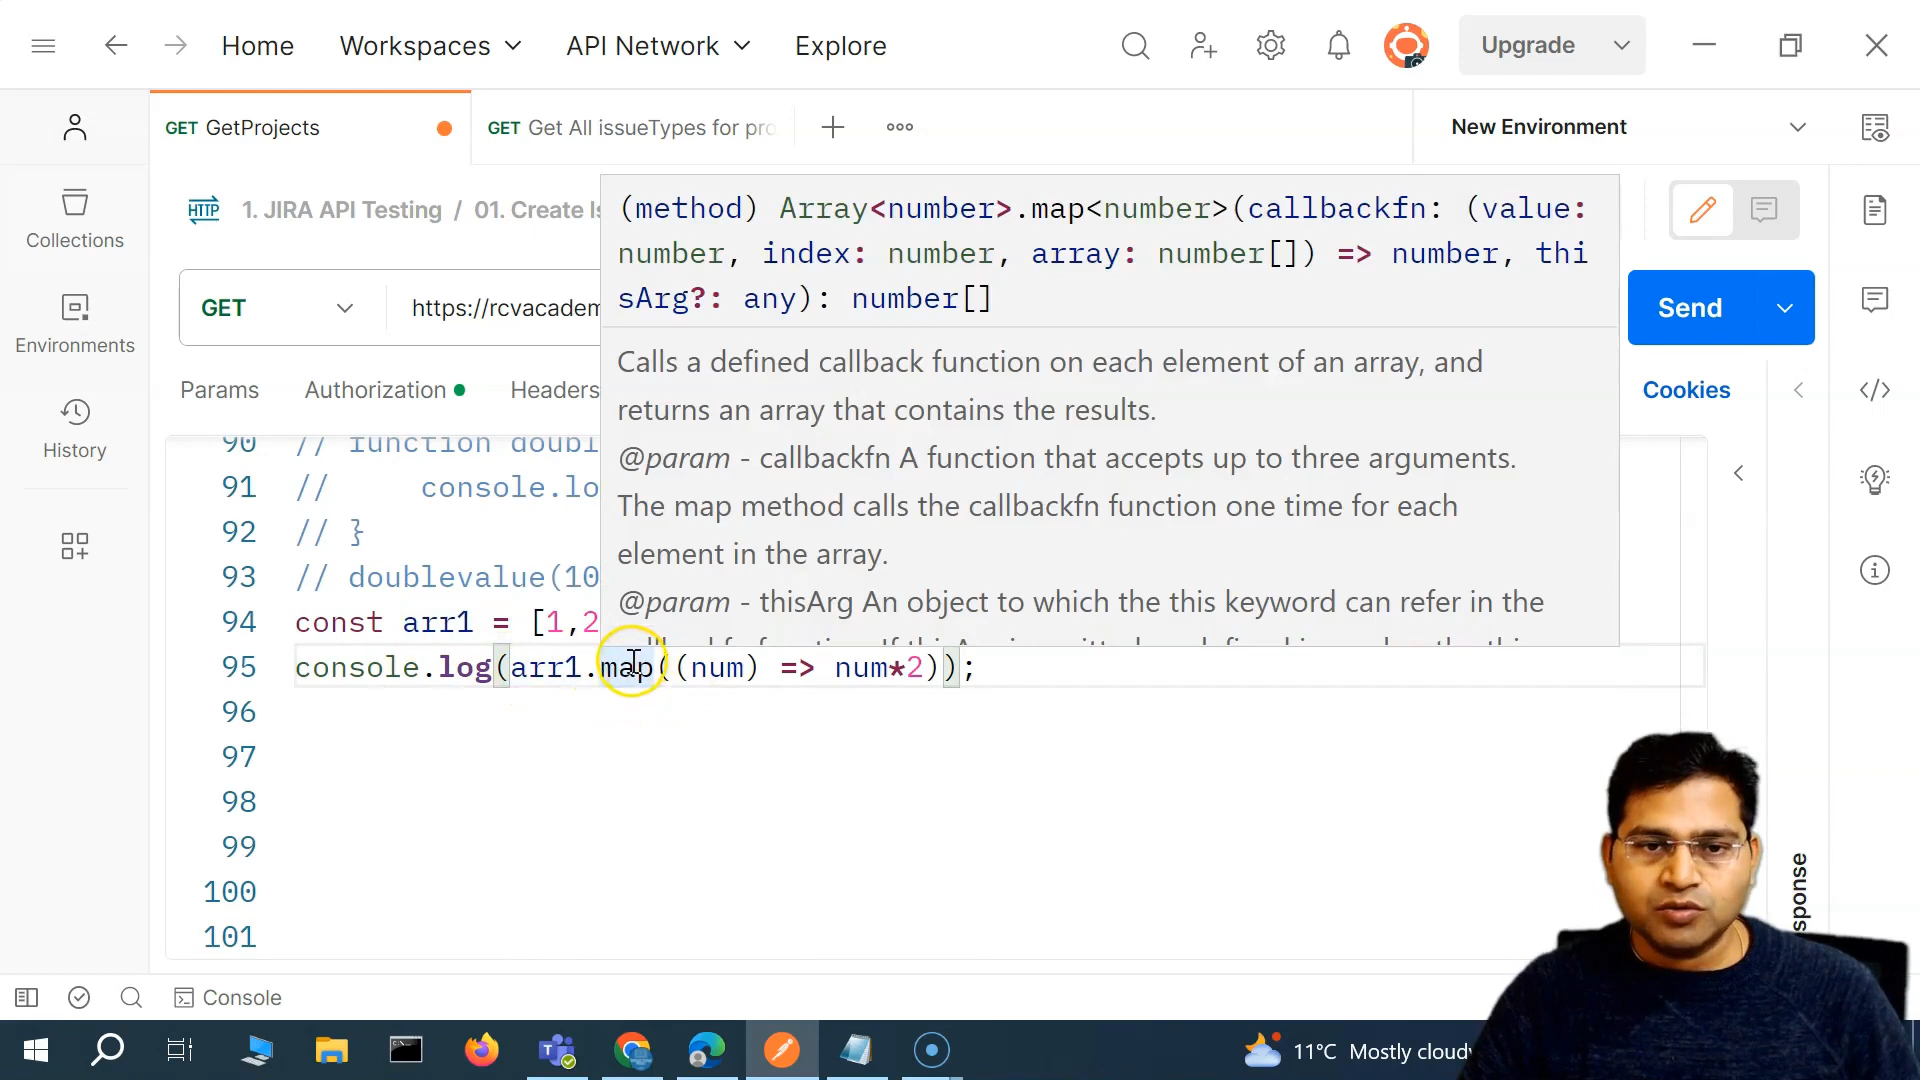 Home
Workspaces
API Network
Explore
Upgrade
GET GetProjects
GET Get All issueTypes for pro
New Environment
HTTP
1. JIRA API Testing / 01. Create Is
(method) Array<number>.map<number>(callbackfn: (value:
number, index: number, array: number[]) => number, thi
sArg?: any): number[]
Collections
GET
https://rcvacadem
Send
Environments
Calls a defined callback function on each element of an array, and
returns an array that contains the results.
Params
Authorization
Headers
Cookies
History
@param - callbackfn A function that accepts up to three arguments.
The map method calls the callbackfn function one time for each
element in the array.
@param - thisArg An object to which the this keyword can refer in the
90 // function doubl
91 // console.lo
92 // }
93 // doublevalue(10
94 const arr1 = [1,2
95 console.log(arr1.map((num) => num*2));
96
97
98
99
100
101
sponse
Console
11°C Mostly cloudy